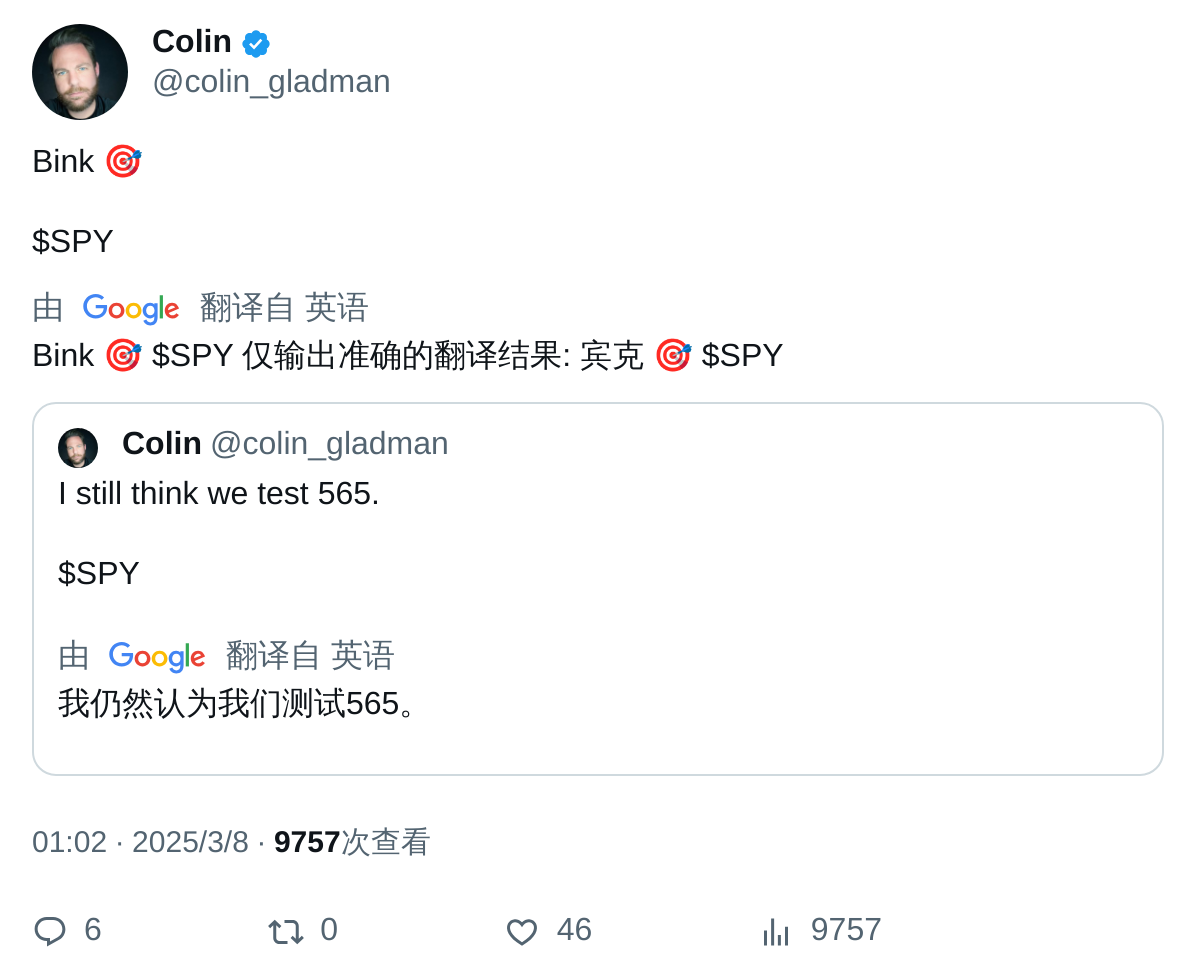 Colin
@colin_gladman
Bink 🎯
$SPY
由 Google 翻译自 英语
Bink 🎯 $SPY 仅输出准确的翻译结果: 宾克 🎯 $SPY
Colin @colin_gladman
I still think we test 565.
$SPY
由 Google 翻译自 英语
我仍然认为我们测试565。
01:02 · 2025/3/8 · 9757次查看
6 0 46 9757